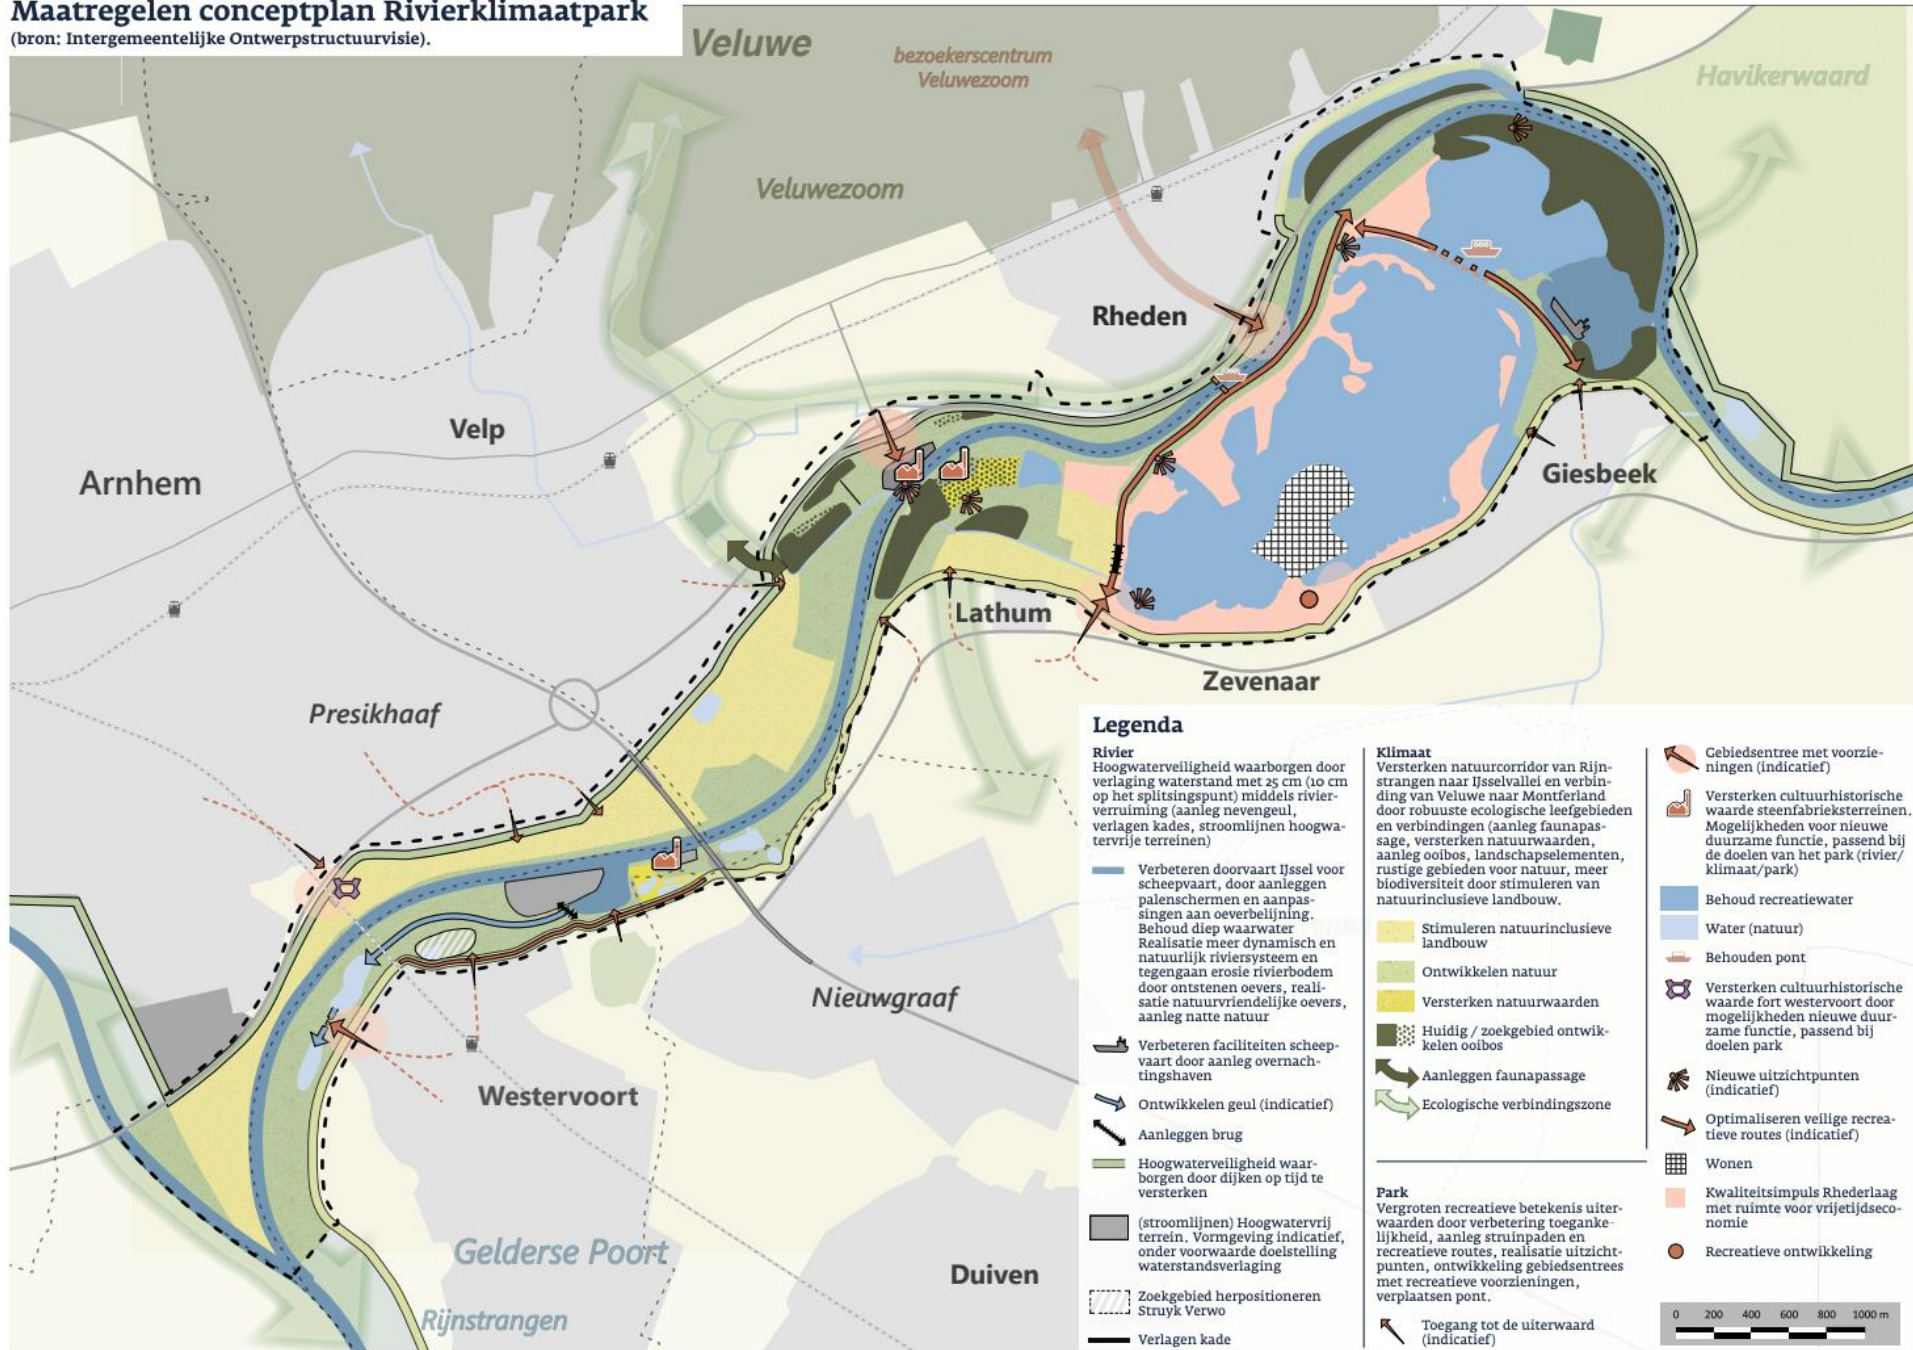 Maatregelen conceptplan Rivierklimaatpark
(bron: Intergemeentelijke Ontwerpstructuurvisie).
Veluwe
bezoekerscentrum
Veluwezoom
Havikerwaard
Veluwezoom
Rheden
Velp
Arnhem
Giesbeek
Lathum
Zevenaar
Presikhaaf
Nieuwgraaf
Westervoort
Gelderse Poort
Duiven
Rijnstrangen
Legenda
Rivier
Hoogwaterveiligheid waarborgen door
verlaging waterstand met 25 cm (10 cm
op het splitsingspunt) middels rivier-
verruiming (aanleg nevengeul,
verlagen kades, stroomlijnen hoogwa-
tervrije terreinen)
Verbeteren doorvaart IJssel voor
scheepvaart, door aanleggen
palenschermen en aanpas-
singen aan oeverbelijning.
Behoud diep waarwater
Realisatie meer dynamisch en
natuurlijk riviersysteem en
tegengaan erosie rivierbodem
door ontstenen oevers, reali-
satie natuurvriendelijke oevers,
aanleg natte natuur
Verbeteren faciliteiten scheep-
vaart door aanleg overnach-
tingshaven
Ontwikkelen geul (indicatief)
Aanleggen brug
Hoogwaterveiligheid waar-
borgen door dijken op tijd te
versterken
(stroomlijnen) Hoogwatervrij
terrein. Vormgeving indicatief,
onder voorwaarde doelstelling
waterstandsverlaging
Zoekgebied herpositioneren
Struyk Verwo
Verlagen kade
Klimaat
Versterken natuurcorridor van Rijn-
strangen naar IJsselvallei en verbin-
ding van Veluwe naar Montferland
door robuuste ecologische leefgebieden
en verbindingen (aanleg faunapas-
sage, versterken natuurwaarden,
aanleg ooibos, landschapselementen,
rustige gebieden voor natuur, meer
biodiversiteit door stimuleren van
natuurinclusieve landbouw.
Stimuleren natuurinclusieve
landbouw
Ontwikkelen natuur
Versterken natuurwaarden
Huidig / zoekgebied ontwik-
kelen ooibos
Aanleggen faunapassage
Ecologische verbindingszone
Park
Vergroten recreatieve betekenis uiter-
waarden door verbetering toeganke-
lijkheid, aanleg struinpaden en
recreatieve routes, realisatie uitzicht-
punten, ontwikkeling gebiedsentrees
met recreatieve voorzieningen,
verplaatsen pont.
Toegang tot de uiterwaard
(indicatief)
Gebiedsentree met voorzie-
ningen (indicatief)
Versterken cultuurhistorische
waarde steenfabrieksterreinen.
Mogelijkheden voor nieuwe
duurzame functie, passend bij
de doelen van het park (rivier/
klimaat/park)
Behoud recreatiewater
Water (natuur)
Behouden pont
Versterken cultuurhistorische
waarde fort westervoort door
mogelijkheden nieuwe duur-
zame functie, passend bij
doelen park
Nieuwe uitzichtpunten
(indicatief)
Optimaliseren veilige recrea-
tieve routes (indicatief)
Wonen
Kwaliteitsimpuls Rhederlaag
met ruimte voor vrijetijdseco-
nomie
Recreatieve ontwikkeling
0 200 400 600 800 1000 m